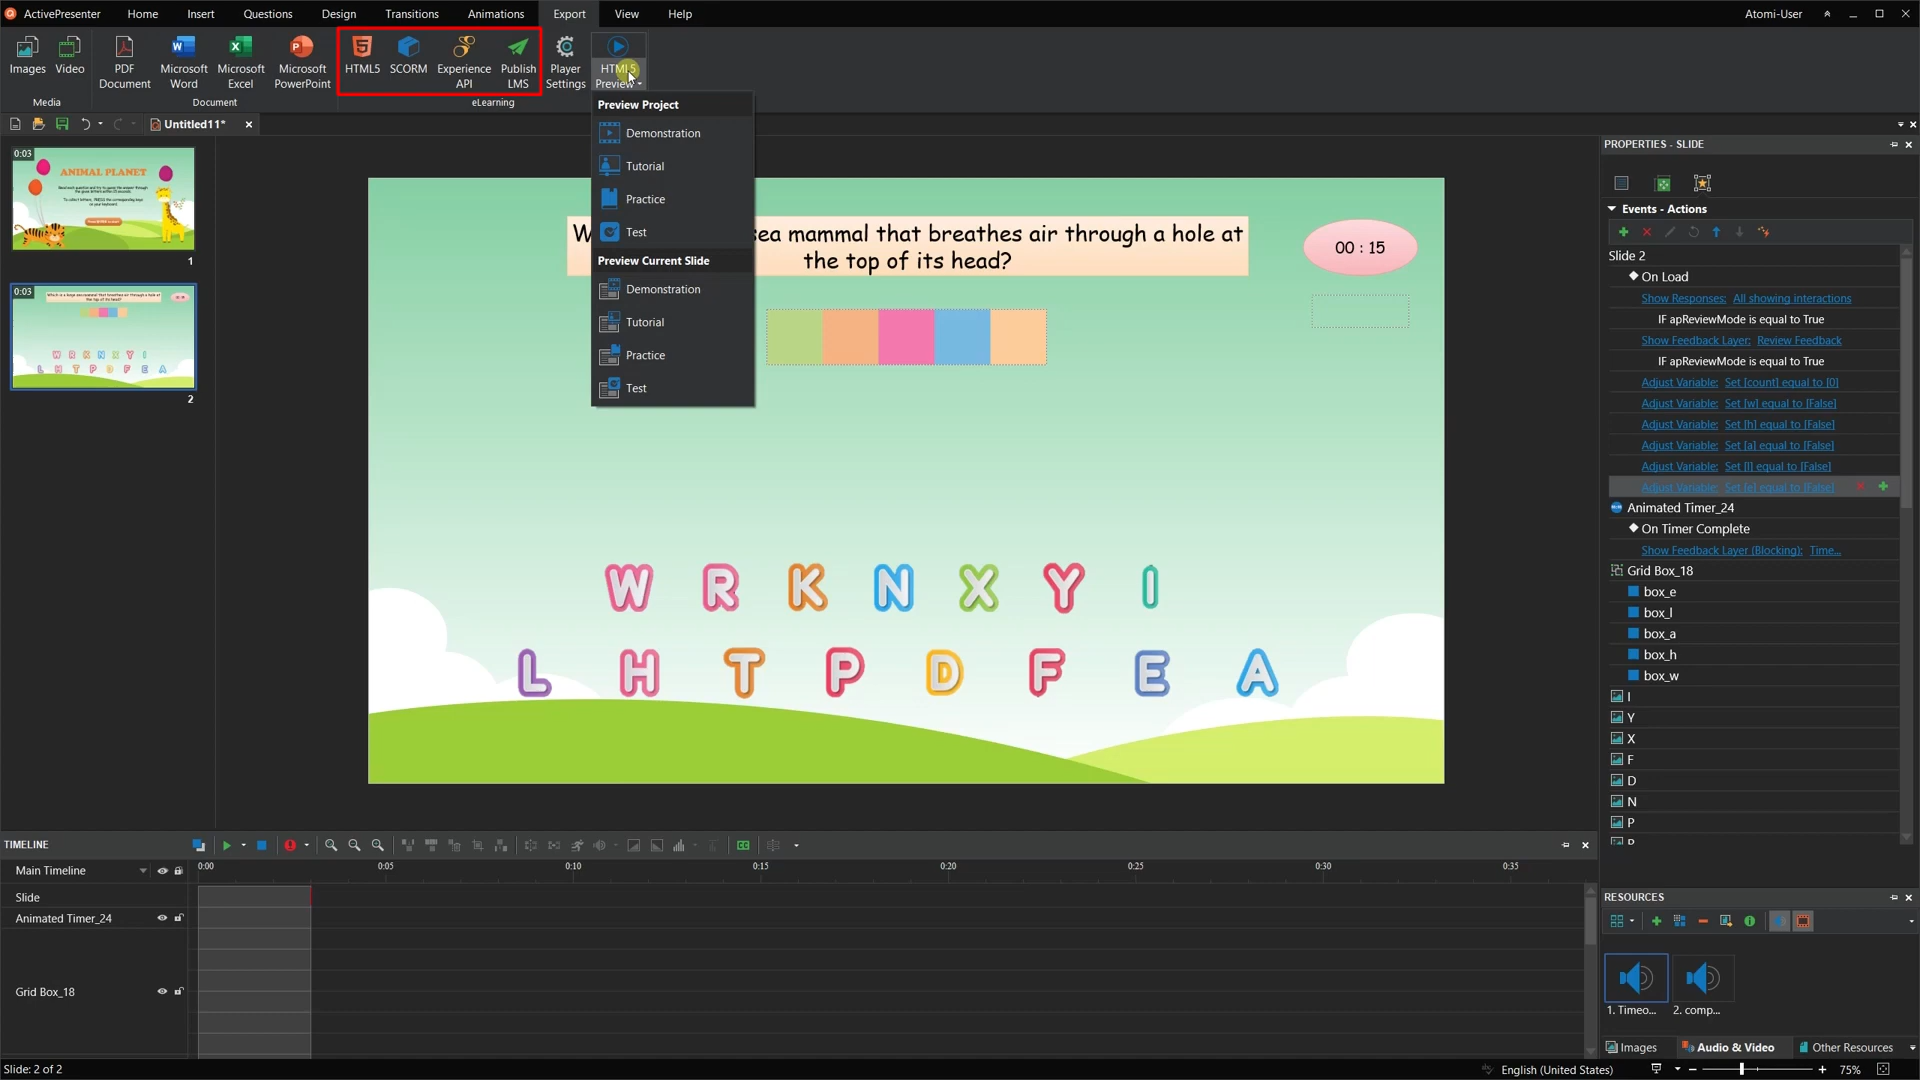 ActivePresenter
Home
Insert
Questions
Design
Transitions
Animations
Export
View
Help
Atomi-User
Images
Video
PDF
Document
Microsoft
Word
Microsoft
Excel
Microsoft
PowerPoint
HTML5
SCORM
Experience
API
Publish
LMS
Player
Settings
HTML5
Preview
Media
Document
eLearning
Untitled11*
Preview Project
Demonstration
Tutorial
Practice
Test
Preview Current Slide
Demonstration
Tutorial
Practice
Test
0:03
ANIMAL PLANET
1
0:03
2
W
sea mammal that breathes air through a hole at
the top of its head?
00 : 15
W R K N X Y I
L H T P D F E A
PROPERTIES - SLIDE
Events - Actions
Slide 2
On Load
Show Responses: All showing interactions
IF apReviewMode is equal to True
Show Feedback Layer: Review Feedback
IF apReviewMode is equal to True
Adjust Variable: Set [count] equal to [0]
Adjust Variable: Set [w] equal to [False]
Adjust Variable: Set [h] equal to [False]
Adjust Variable: Set [a] equal to [False]
Adjust Variable: Set [l] equal to [False]
Adjust Variable: Set [e] equal to [False]
Animated Timer_24
On Timer Complete
Show Feedback Layer (Blocking): Time...
Grid Box_18
box_e
box_l
box_a
box_h
box_w
I
Y
X
F
D
N
P
TIMELINE
Main Timeline
0:00 0:05 0:10 0:15 0:20 0:25 0:30 0:35
Slide
Animated Timer_24
Grid Box_18
RESOURCES
1. Timeo...
2. comp...
Images
Audio & Video
Other Resources
Slide: 2 of 2
English (United States)
75%